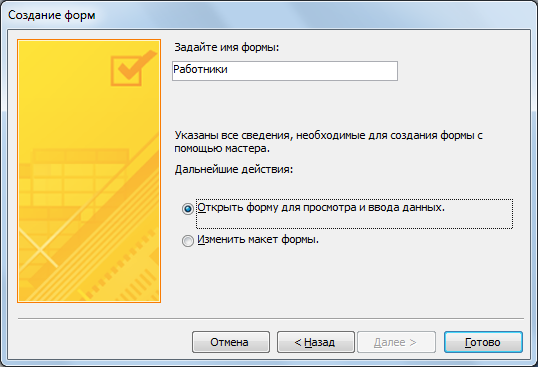 Создание форм
Задайте имя формы:
Работники
Указаны все сведения, необходимые для создания формы с
помощью мастера.
Дальнейшие действия:
Открыть форму для просмотра и ввода данных.
Изменить макет формы.
Отмена
< Назад
Далее >
Готово